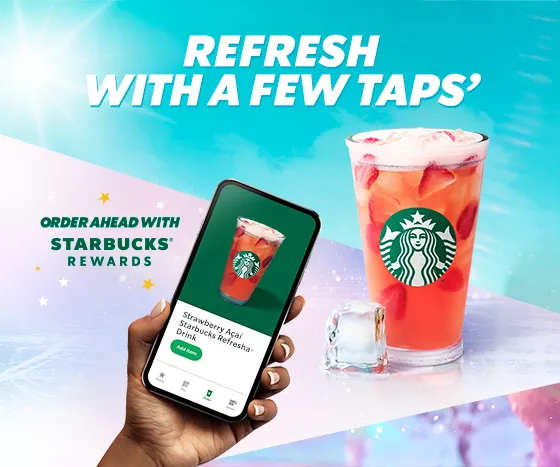 REFRESH
WITH A FEW TAPS’
ORDER AHEAD WITH
STARBUCKS®
REWARDS
Strawberry Açaí
Starbucks Refresha®
Drink
Add item